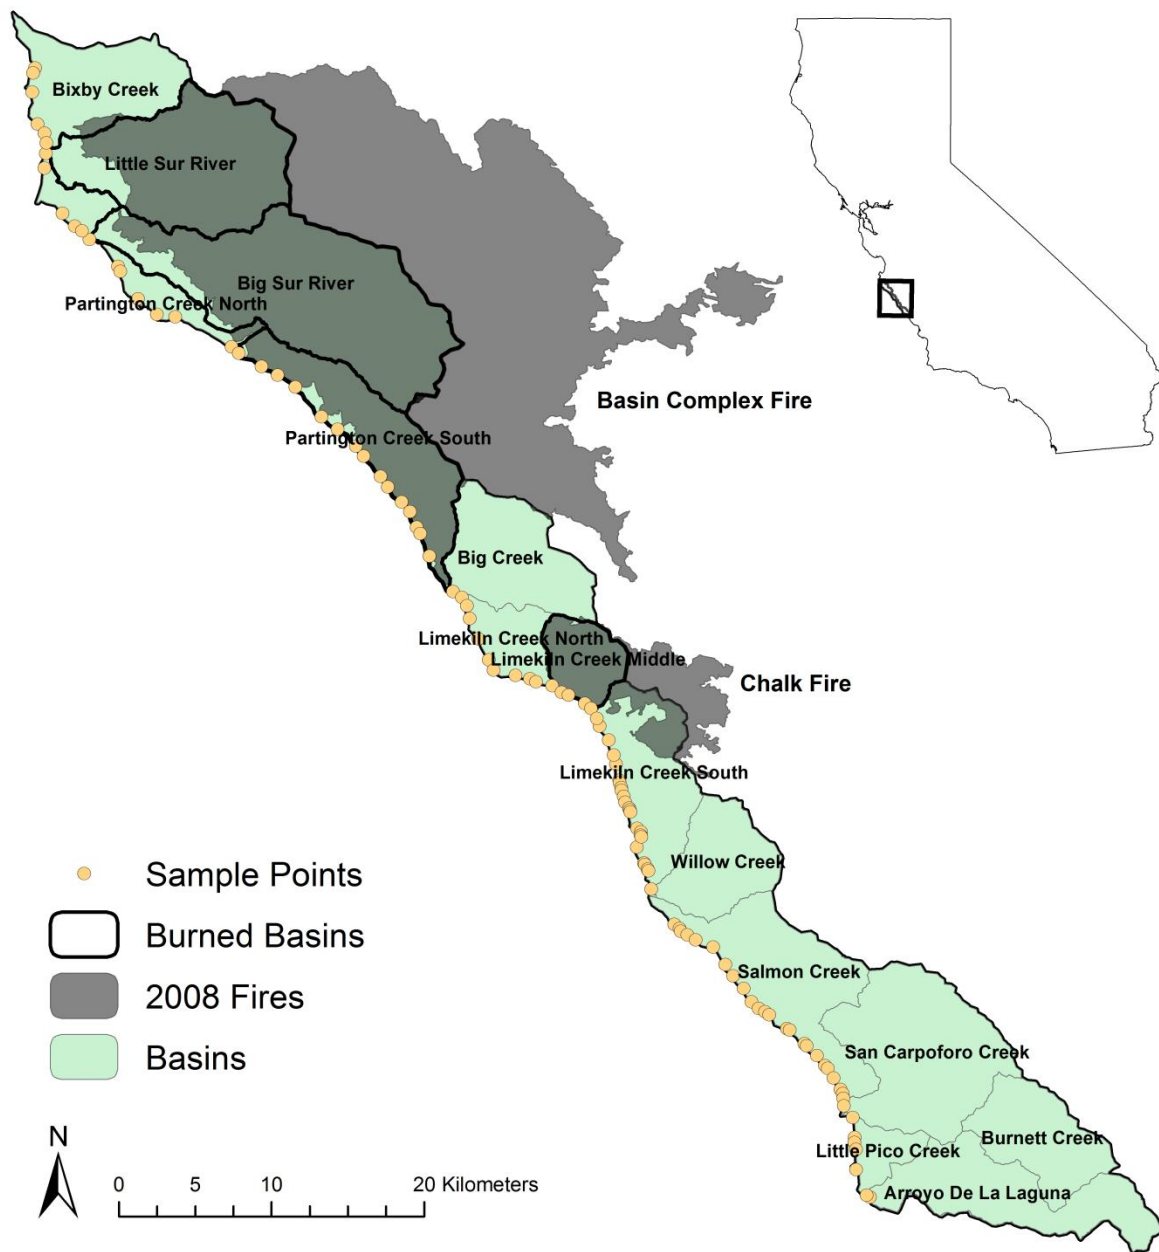 Bixby Creek
Little Sur River
Big Sur River
Partington Creek North
Basin Complex Fire
Partington Creek South
Big Creek
Limekiln Creek North
Limekiln Creek Middle
Chalk Fire
Limekiln Creek South
Willow Creek
Sample Points
Burned Basins
2008 Fires
Basins
Salmon Creek
San Carpoforo Creek
Burnett Creek
Little Pico Creek
Arroyo De La Laguna
N
0 5 10 20 Kilometers